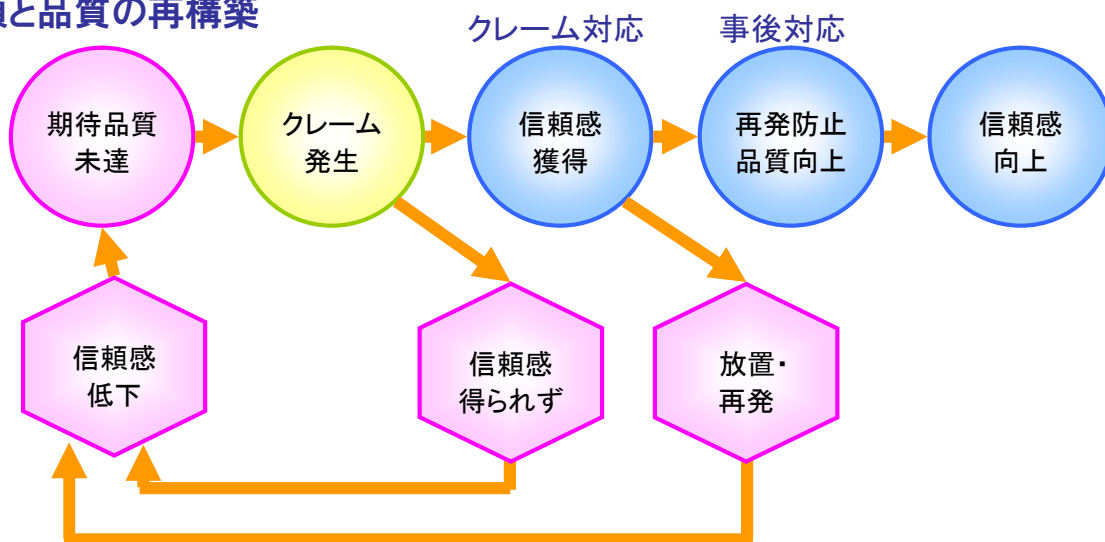 頼と品質の再構築
クレーム対応
事後対応
期待品質
未達
クレーム
発生
信頼感
獲得
再発防止
品質向上
信頼感
向上
信頼感
低下
信頼感
得られず
放置・
再発